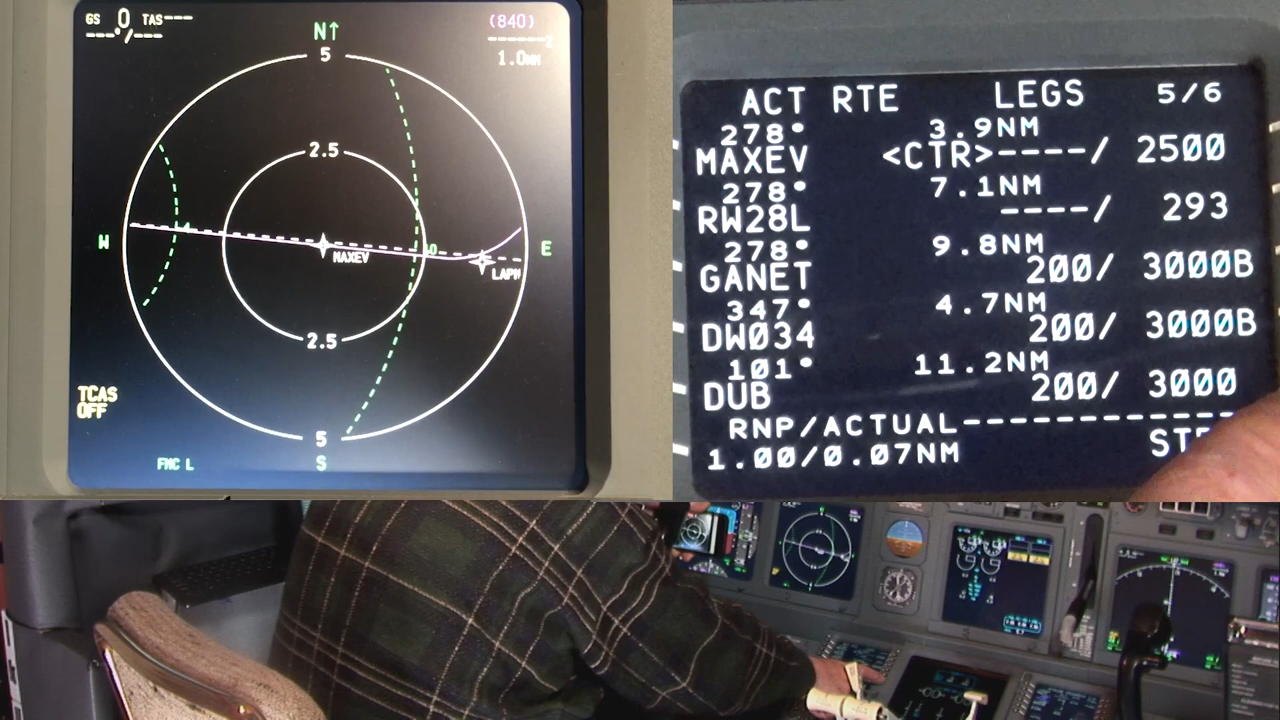 GS 0 TAS---
---°/---
N↑
(840)
------z
1.0NM
5
2.5
W
E
MAXEV
2.5
5
S
TCAS
OFF
FMC L
ACT RTE LEGS 5/6
278° 3.9NM
MAXEV <CTR>----/ 2500
278° 7.1NM
RW28L ----/ 293
278° 9.8NM
GANET 200/ 3000B
347° 4.7NM
DW034 200/ 3000B
101° 11.2NM
DUB 200/ 3000
RNP/ACTUAL--------------
1.00/0.07NM